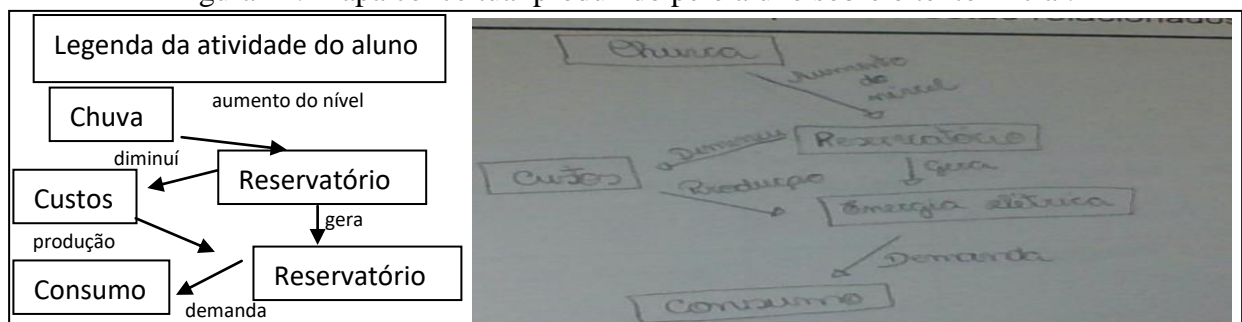 Legenda da atividade do aluno
aumento do nível
Chuva
diminuí
Reservatório
Custos
gera
produção
Reservatório
Consumo
demanda
Chuva
Aumento
do
nível
Reservatório
Diminui
Custos
Produção
gera
Energia elétrica
Demanda
Consumo